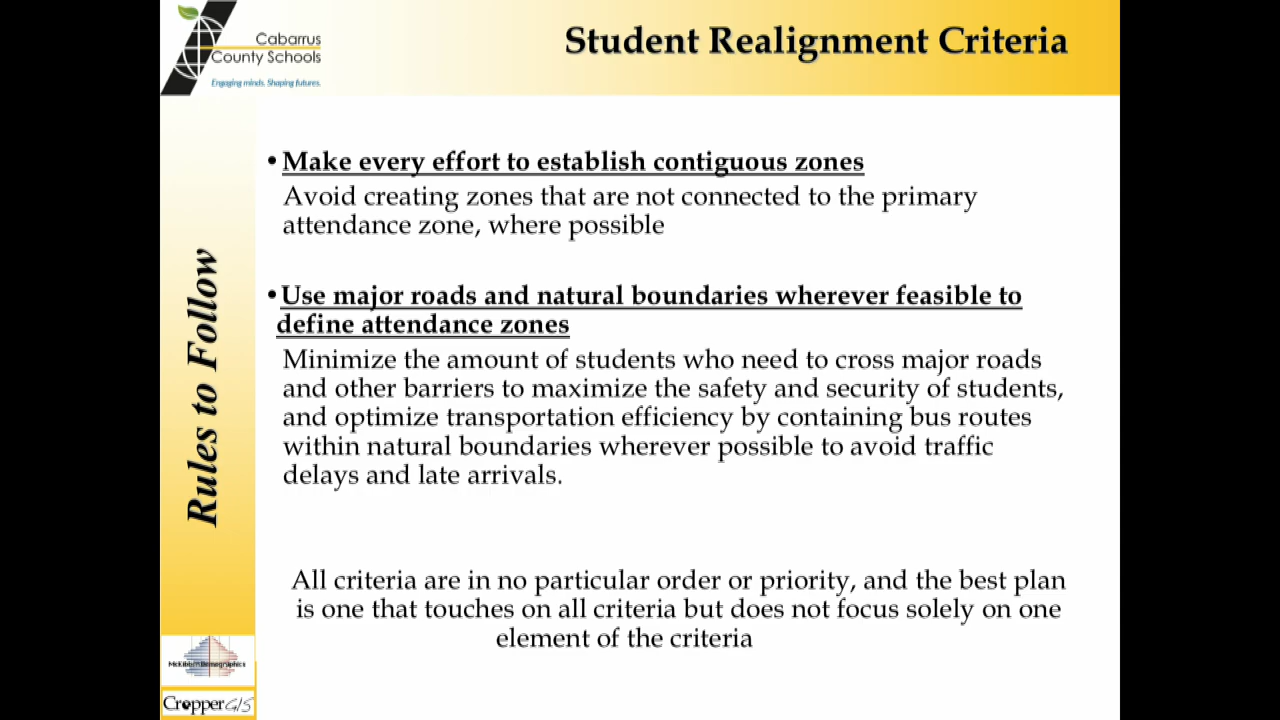 Cabarrus
County Schools
Engaging minds. Shaping futures.
Student Realignment Criteria
Rules to Follow
•Make every effort to establish contiguous zones
Avoid creating zones that are not connected to the primary
attendance zone, where possible
•Use major roads and natural boundaries wherever feasible to
define attendance zones
Minimize the amount of students who need to cross major roads
and other barriers to maximize the safety and security of students,
and optimize transportation efficiency by containing bus routes
within natural boundaries wherever possible to avoid traffic
delays and late arrivals.
All criteria are in no particular order or priority, and the best plan
is one that touches on all criteria but does not focus solely on one
element of the criteria
McKibben Demographics
Cropper GIS